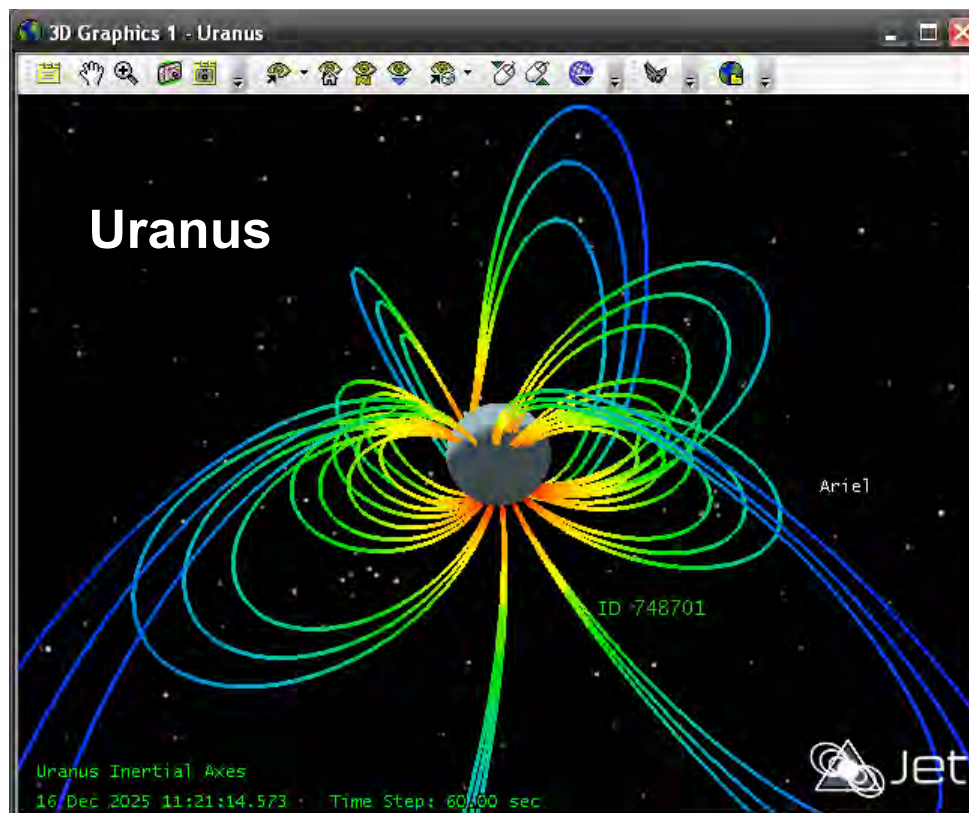 3D Graphics 1 - Uranus
Uranus
Ariel
ID 748701
Uranus Inertial Axes
16 Dec 2025 11:21:14.573 Time Step: 60.00 sec
Jet